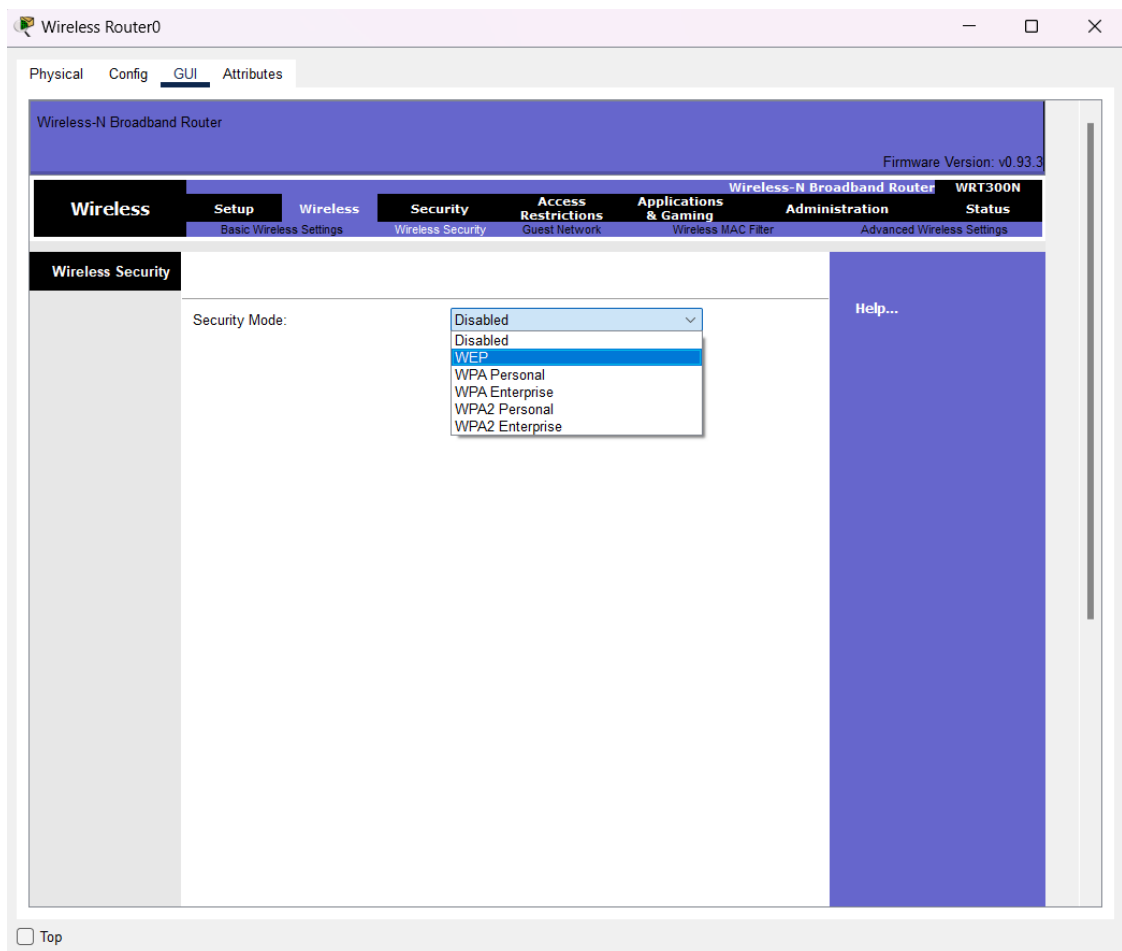 Wireless Router0
Physical Config GUI Attributes
Wireless-N Broadband Router
Firmware Version: v0.93.3
Wireless-N Broadband Router WRT300N
Wireless
Setup Wireless Security Access Restrictions Applications & Gaming Administration Status
Basic Wireless Settings Wireless Security Guest Network Wireless MAC Filter Advanced Wireless Settings
Wireless Security
Help...
Security Mode: Disabled
Disabled
WEP
WPA Personal
WPA Enterprise
WPA2 Personal
WPA2 Enterprise
Top